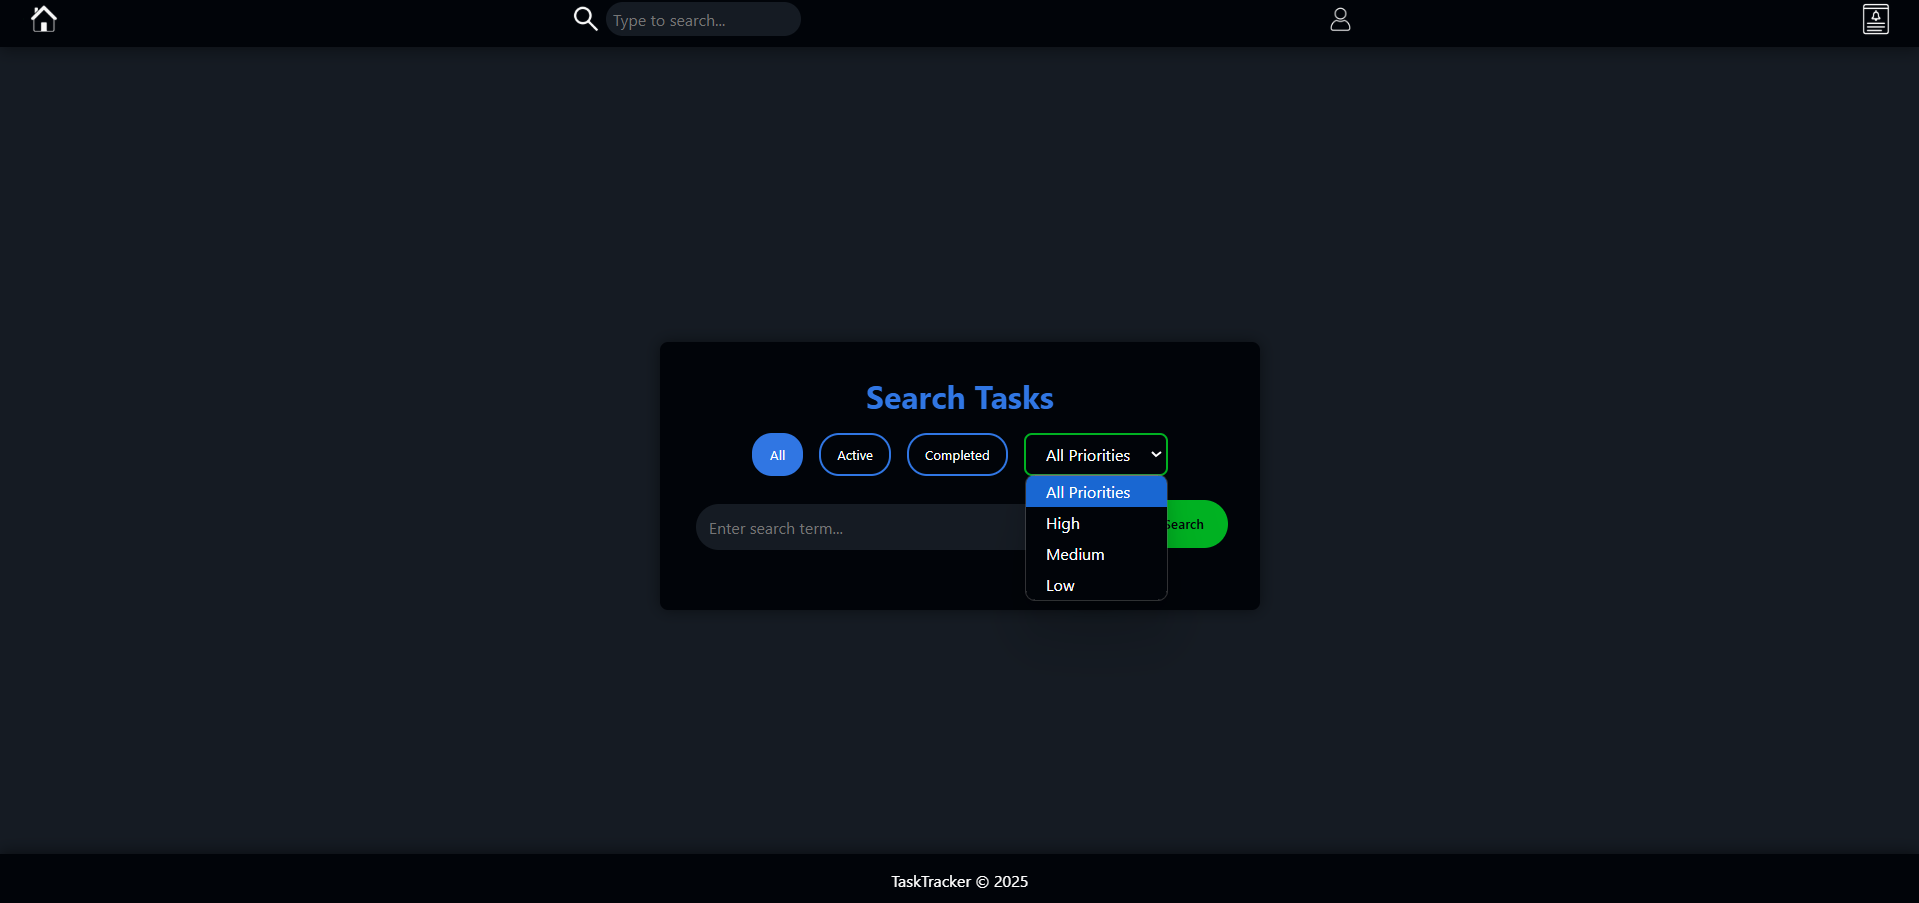 Type to search...
Search Tasks
All
Active
Completed
All Priorities
All Priorities
High
Medium
Low
Enter search term...
Search
TaskTracker © 2025